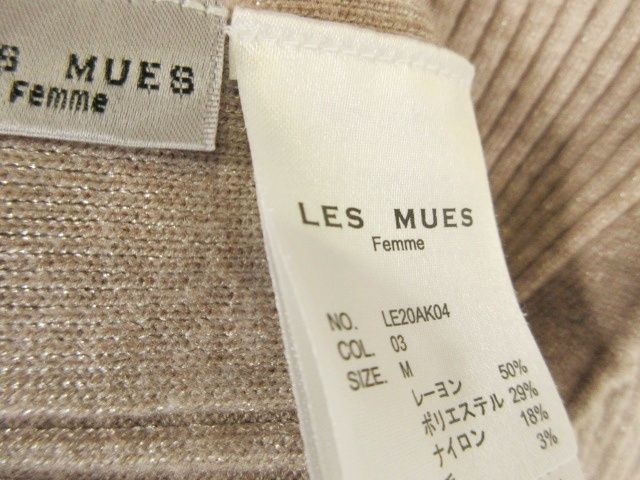 S MUES
Femme
LES MUES
Femme
NO. LE20AK04
COL. 03
SIZE. M
レーヨン 50%
ポリエステル 29%
ナイロン 18%
3%